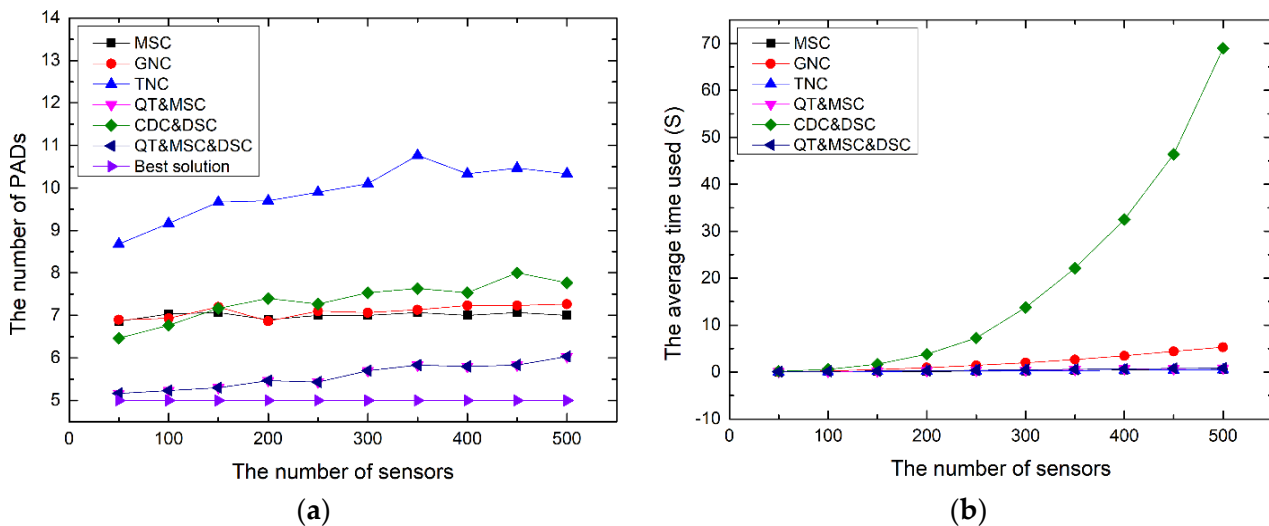 14
13
12
11
10
9
8
7
6
5
The number of PADs
MSC
GNC
TNC
QT&MSC
CDC&DSC
QT&MSC&DSC
Best solution
0 100 200 300 400 500
The number of sensors
(a)
70
60
50
40
30
20
10
0
-10
The average time used (S)
MSC
GNC
TNC
QT&MSC
CDC&DSC
QT&MSC&DSC
0 100 200 300 400 500
The number of sensors
(b)